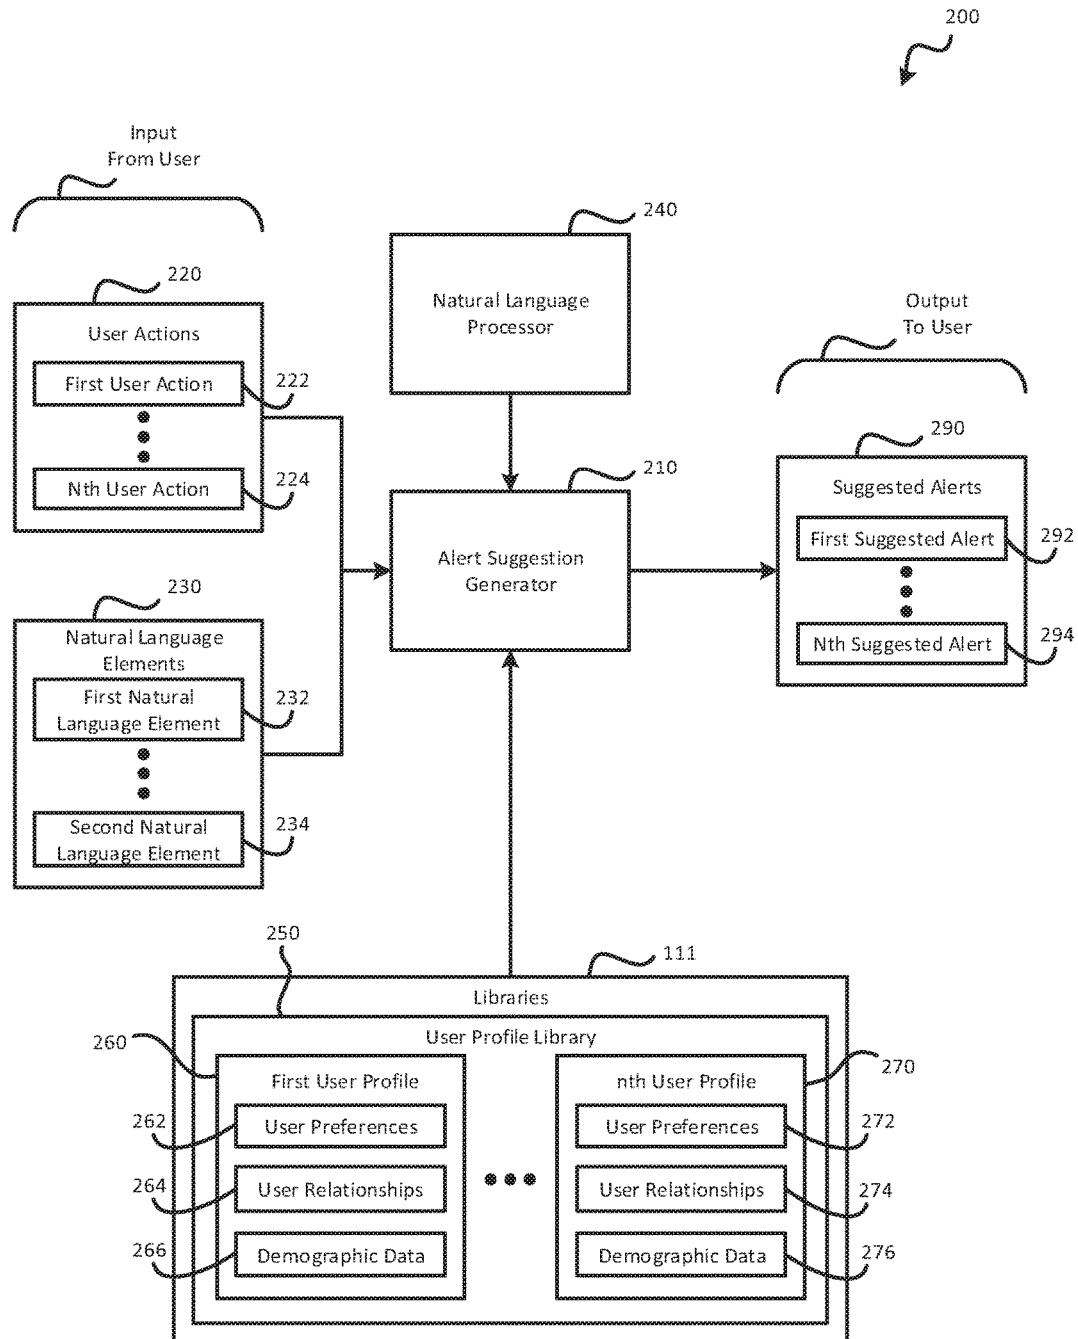 200
Input
From User
240
220
Natural Language
Processor
Output
To User
User Actions
First User Action
222
290
210
Nth User Action
224
Suggested Alerts
First Suggested Alert
292
Alert Suggestion
Generator
230
Natural Language
Elements
Nth Suggested Alert
294
First Natural
Language Element
232
Second Natural
Language Element
234
250
111
Libraries
User Profile Library
260
270
First User Profile
nth User Profile
262
User Preferences
User Preferences
272
264
User Relationships
User Relationships
274
266
Demographic Data
Demographic Data
276